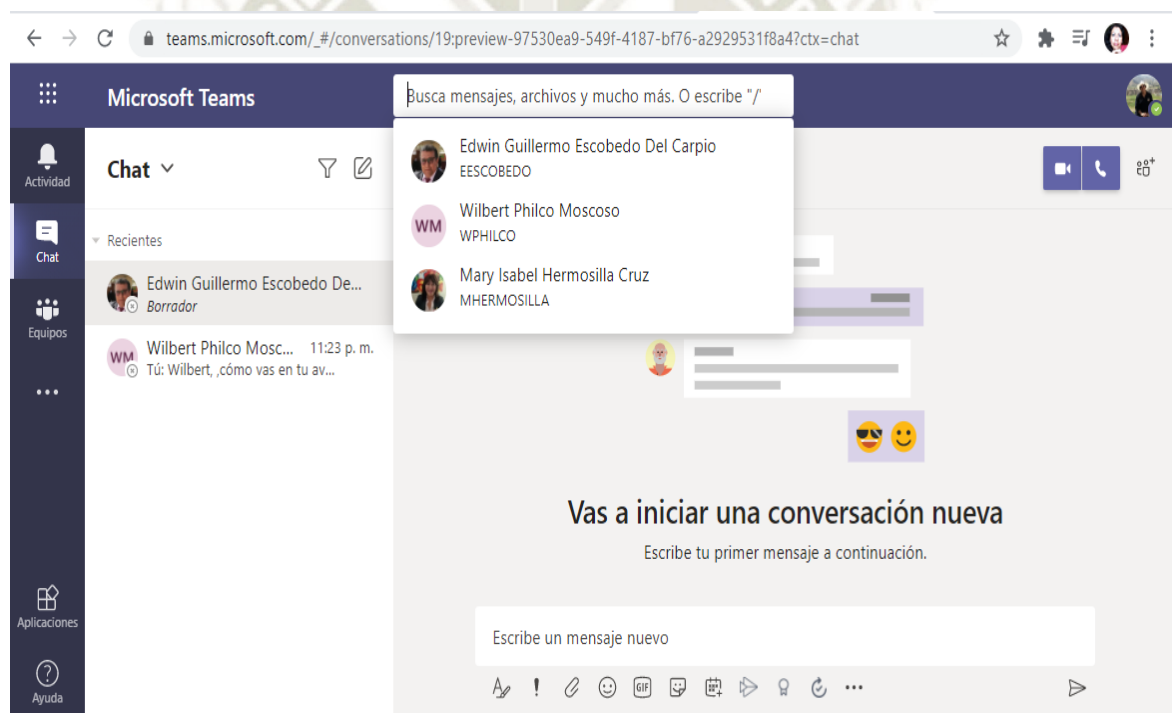 teams.microsoft.com/_#/conversations/19:preview-97530ea9-549f-4187-bf76-a2929531f8a4?ctx=chat
Microsoft Teams
Busca mensajes, archivos y mucho más. O escribe "/"
Actividad
Chat
Equipos
Aplicaciones
Ayuda
Chat
Recientes
Edwin Guillermo Escobedo De...
Borrador
WM
Wilbert Philco Mosc... 11:23 p. m.
Tú: Wilbert, ,cómo vas en tu av...
Edwin Guillermo Escobedo Del Carpio
EESCOBEDO
WM
Wilbert Philco Moscoso
WPHILCO
Mary Isabel Hermosilla Cruz
MHERMOSILLA
Vas a iniciar una conversación nueva
Escribe tu primer mensaje a continuación.
Escribe un mensaje nuevo
GIF